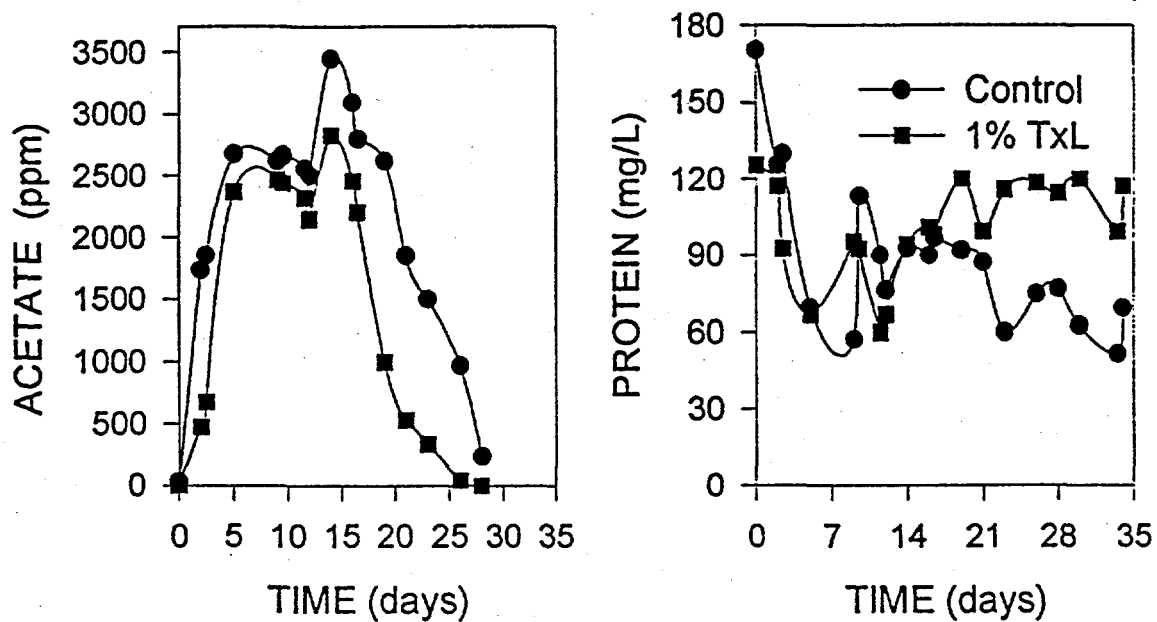 ACETATE (ppm)
3500
3000
2500
2000
1500
1000
500
0
0 5 10 15 20 25 30 35
TIME (days)
PROTEIN (mg/L)
180
150
120
90
60
30
0
Control
1% TxL
0 7 14 21 28 35
TIME (days)